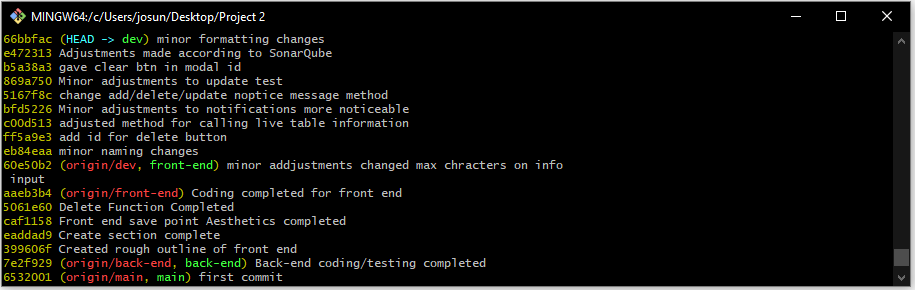 MINGW64:/c/Users/josun/Desktop/Project 2
66bbfac (HEAD -> dev) minor formatting changes
e472313 Adjustments made according to SonarQube
b5a38a3 gave clear btn in modal id
869a750 Minor adjustments to update test
5167f8c change add/delete/update noptice message method
bfd5226 Minor adjustments to notifications more noticeable
c00d513 adjusted method for calling live table information
ff5a9e3 add id for delete button
eb84eaa minor naming changes
60e50b2 (origin/dev, front-end) minor addjustments changed max chracters on info
input
aaeb3b4 (origin/front-end) Coding completed for front end
5061e60 Delete Function Completed
caf1158 Front end save point Aesthetics completed
eaddad9 Create section complete
399606f Created rough outline of front end
7e2f929 (origin/back-end, back-end) Back-end coding/testing completed
6532001 (origin/main, main) first commit